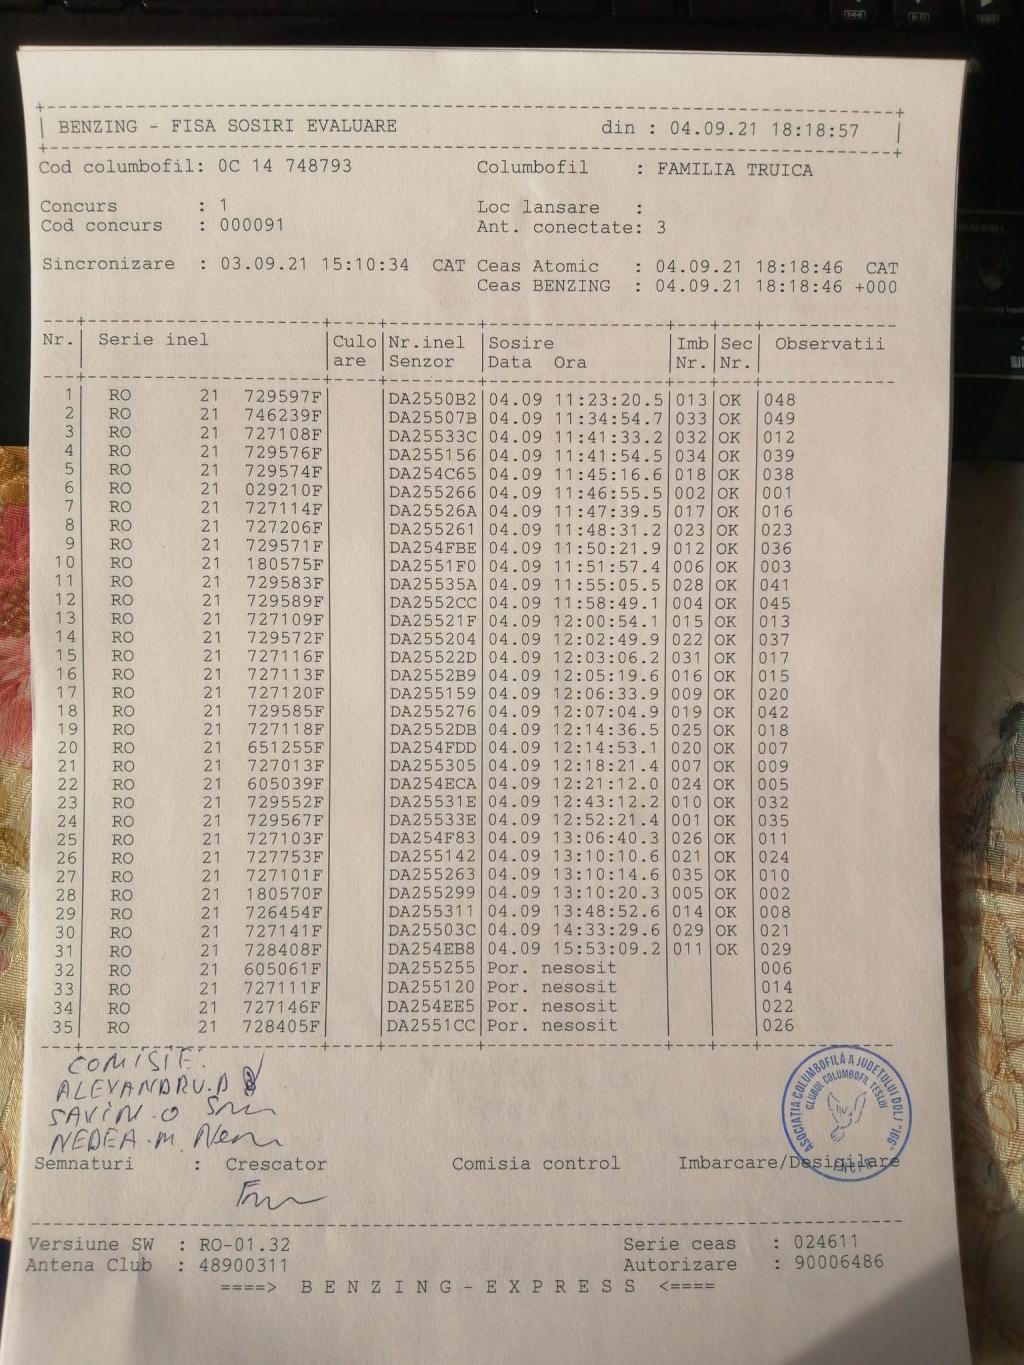 BENZING - FISA SOSIRI EVALUARE din : 04.09.21 18:18:57
Cod columbofil: 0C 14 748793 Columbofil : FAMILIA TRUICA
Concurs : 1 Loc lansare :
Cod concurs : 000091 Ant. conectate: 3
Sincronizare : 03.09.21 15:10:34 CAT Ceas Atomic : 04.09.21 18:18:46 CAT
Ceas BENZING : 04.09.21 18:18:46 +000
Nr. Serie inel Culo Nr.inel Sosire Imb Sec Observatii
are Senzor Data Ora Nr. Nr.
1 RO 21 729597F DA2550B2 04.09 11:23:20.5 013 OK 048
2 RO 21 746239F DA25507B 04.09 11:34:54.7 033 OK 049
3 RO 21 727108F DA25533C 04.09 11:41:33.2 032 OK 012
4 RO 21 729576F DA255156 04.09 11:41:54.5 034 OK 039
5 RO 21 729574F DA254C65 04.09 11:45:16.6 018 OK 038
6 RO 21 029210F DA255266 04.09 11:46:55.5 002 OK 001
7 RO 21 727114F DA25526A 04.09 11:47:39.5 017 OK 016
8 RO 21 727206F DA255261 04.09 11:48:31.2 023 OK 023
9 RO 21 729571F DA254FBE 04.09 11:50:21.9 012 OK 036
10 RO 21 180575F DA2551F0 04.09 11:51:57.4 006 OK 003
11 RO 21 729583F DA25535A 04.09 11:55:05.5 028 OK 041
12 RO 21 729589F DA2552CC 04.09 11:58:49.1 004 OK 045
13 RO 21 727109F DA25521F 04.09 12:00:54.1 015 OK 013
14 RO 21 729572F DA255204 04.09 12:02:49.9 022 OK 037
15 RO 21 727116F DA25522D 04.09 12:03:06.2 031 OK 017
16 RO 21 727113F DA2552B9 04.09 12:05:19.6 016 OK 015
17 RO 21 727120F DA255159 04.09 12:06:33.9 009 OK 020
18 RO 21 729585F DA255276 04.09 12:07:04.9 019 OK 042
19 RO 21 727118F DA2552DB 04.09 12:14:36.5 025 OK 018
20 RO 21 651255F DA254FDD 04.09 12:14:53.1 020 OK 007
21 RO 21 727013F DA255305 04.09 12:18:21.4 007 OK 009
22 RO 21 605039F DA254ECA 04.09 12:21:12.0 024 OK 005
23 RO 21 729552F DA25531E 04.09 12:43:12.2 010 OK 032
24 RO 21 729567F DA25533E 04.09 12:52:21.4 001 OK 035
25 RO 21 727103F DA254F83 04.09 13:06:40.3 026 OK 011
26 RO 21 727753F DA255142 04.09 13:10:10.6 021 OK 024
27 RO 21 727101F DA255263 04.09 13:10:14.6 035 OK 010
28 RO 21 180570F DA255299 04.09 13:10:20.3 005 OK 002
29 RO 21 726454F DA255311 04.09 13:48:52.6 014 OK 008
30 RO 21 727141F DA25503C 04.09 14:33:29.6 029 OK 021
31 RO 21 728408F DA254EB8 04.09 15:53:09.2 011 OK 029
32 RO 21 605061F DA255255 Por. nesosit 006
33 RO 21 727111F DA255120 Por. nesosit 014
34 RO 21 727146F DA254EE5 Por. nesosit 022
35 RO 21 728405F DA2551CC Por. nesosit 026
COMISIE:
ALEXANDRU.D
SAVIN.O
NEDEA.M.
ASOCIATIA COLUMBOFILĂ A JUDETULUI DOLJ
CLUBUL COLUMBOFIL TESLUI
Semnaturi : Crescator Comisia control Imbarcare/Desigilare
Versiune SW : RO-01.32 Serie ceas : 024611
Antena Club : 48900311 Autorizare : 90006486
====> B E N Z I N G - E X P R E S S <====